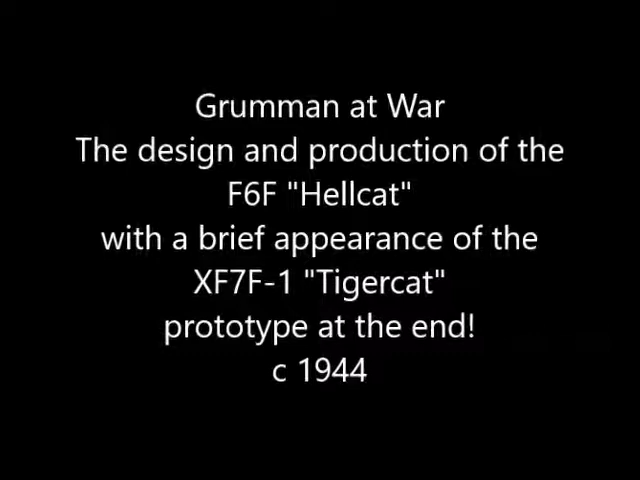 Grumman at War
The design and production of the
F6F "Hellcat"
with a brief appearance of the
XF7F-1 "Tigercat"
prototype at the end!
c 1944